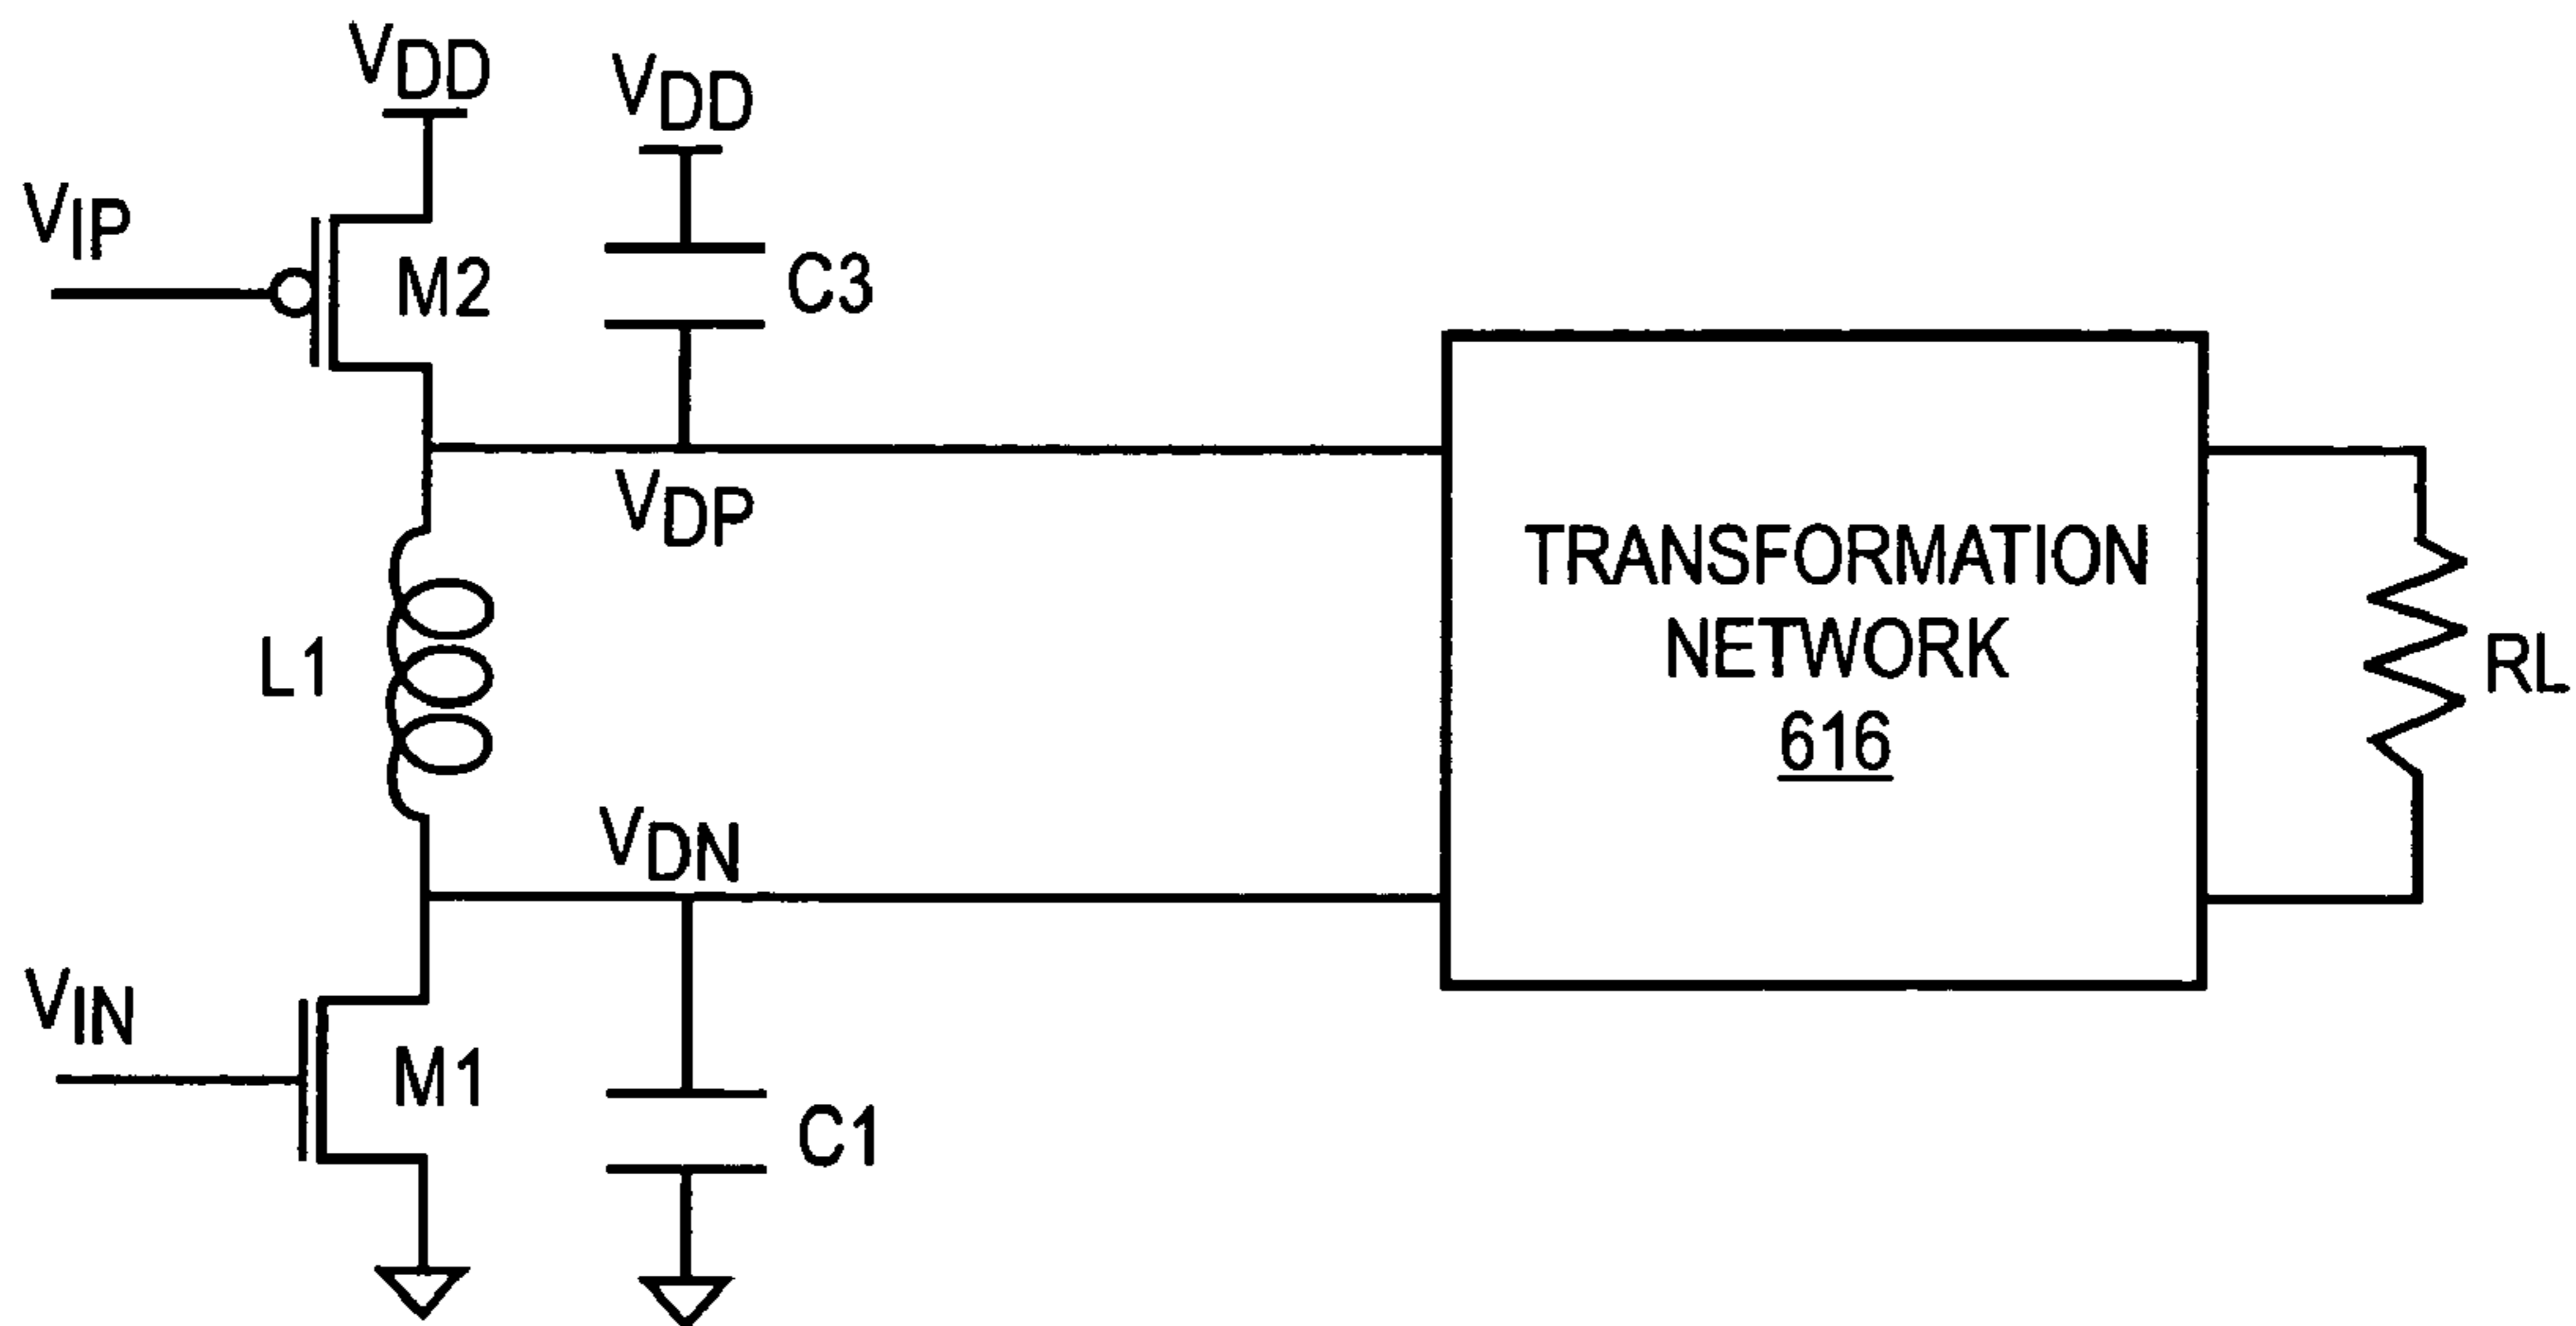 VDD
VDD
VIP
M2
C3
VDP
TRANSFORMATION
NETWORK
616
L1
RL
VDN
VIN
M1
C1